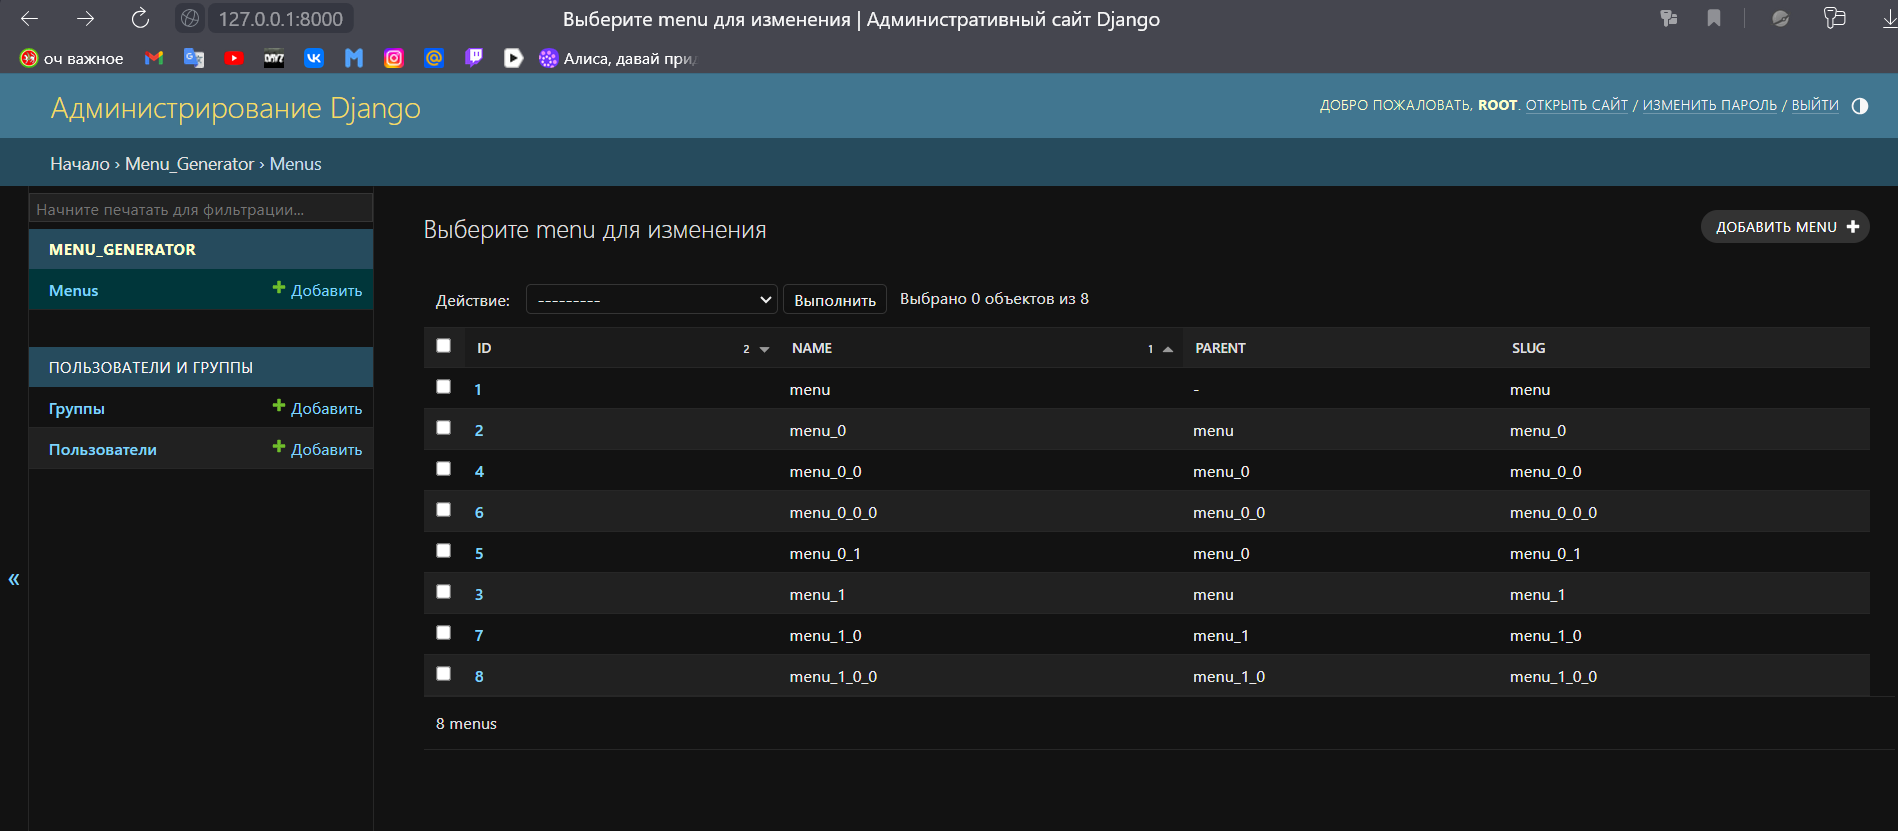 127.0.0.1:8000
Выберите menu для изменения | Административный сайт Django
оч важное
DAYZ
Алиса, давай при
Администрирование Django
ДОБРО ПОЖАЛОВАТЬ, ROOT. ОТКРЫТЬ САЙТ / ИЗМЕНИТЬ ПАРОЛЬ / ВЫЙТИ
Начало › Menu_Generator › Menus
Начните печатать для фильтрации...
MENU_GENERATOR
Menus Добавить
ПОЛЬЗОВАТЕЛИ И ГРУППЫ
Группы Добавить
Пользователи Добавить
«
Выберите menu для изменения
ДОБАВИТЬ MENU
Действие: --------- Выполнить Выбрано 0 объектов из 8
ID 2 NAME 1 PARENT SLUG
1 menu - menu
2 menu_0 menu menu_0
4 menu_0_0 menu_0 menu_0_0
6 menu_0_0_0 menu_0_0 menu_0_0_0
5 menu_0_1 menu_0 menu_0_1
3 menu_1 menu menu_1
7 menu_1_0 menu_1 menu_1_0
8 menu_1_0_0 menu_1_0 menu_1_0_0
8 menus